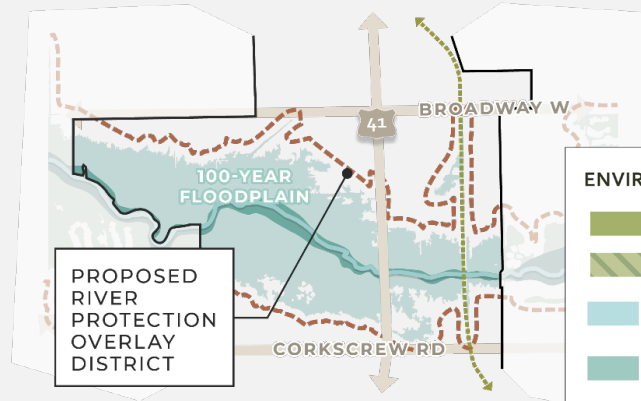 BROADWAY W
41
100-YEAR
FLOODPLAIN
ENVIR
PROPOSED
RIVER
PROTECTION
OVERLAY
DISTRICT
CORKSCREW RD